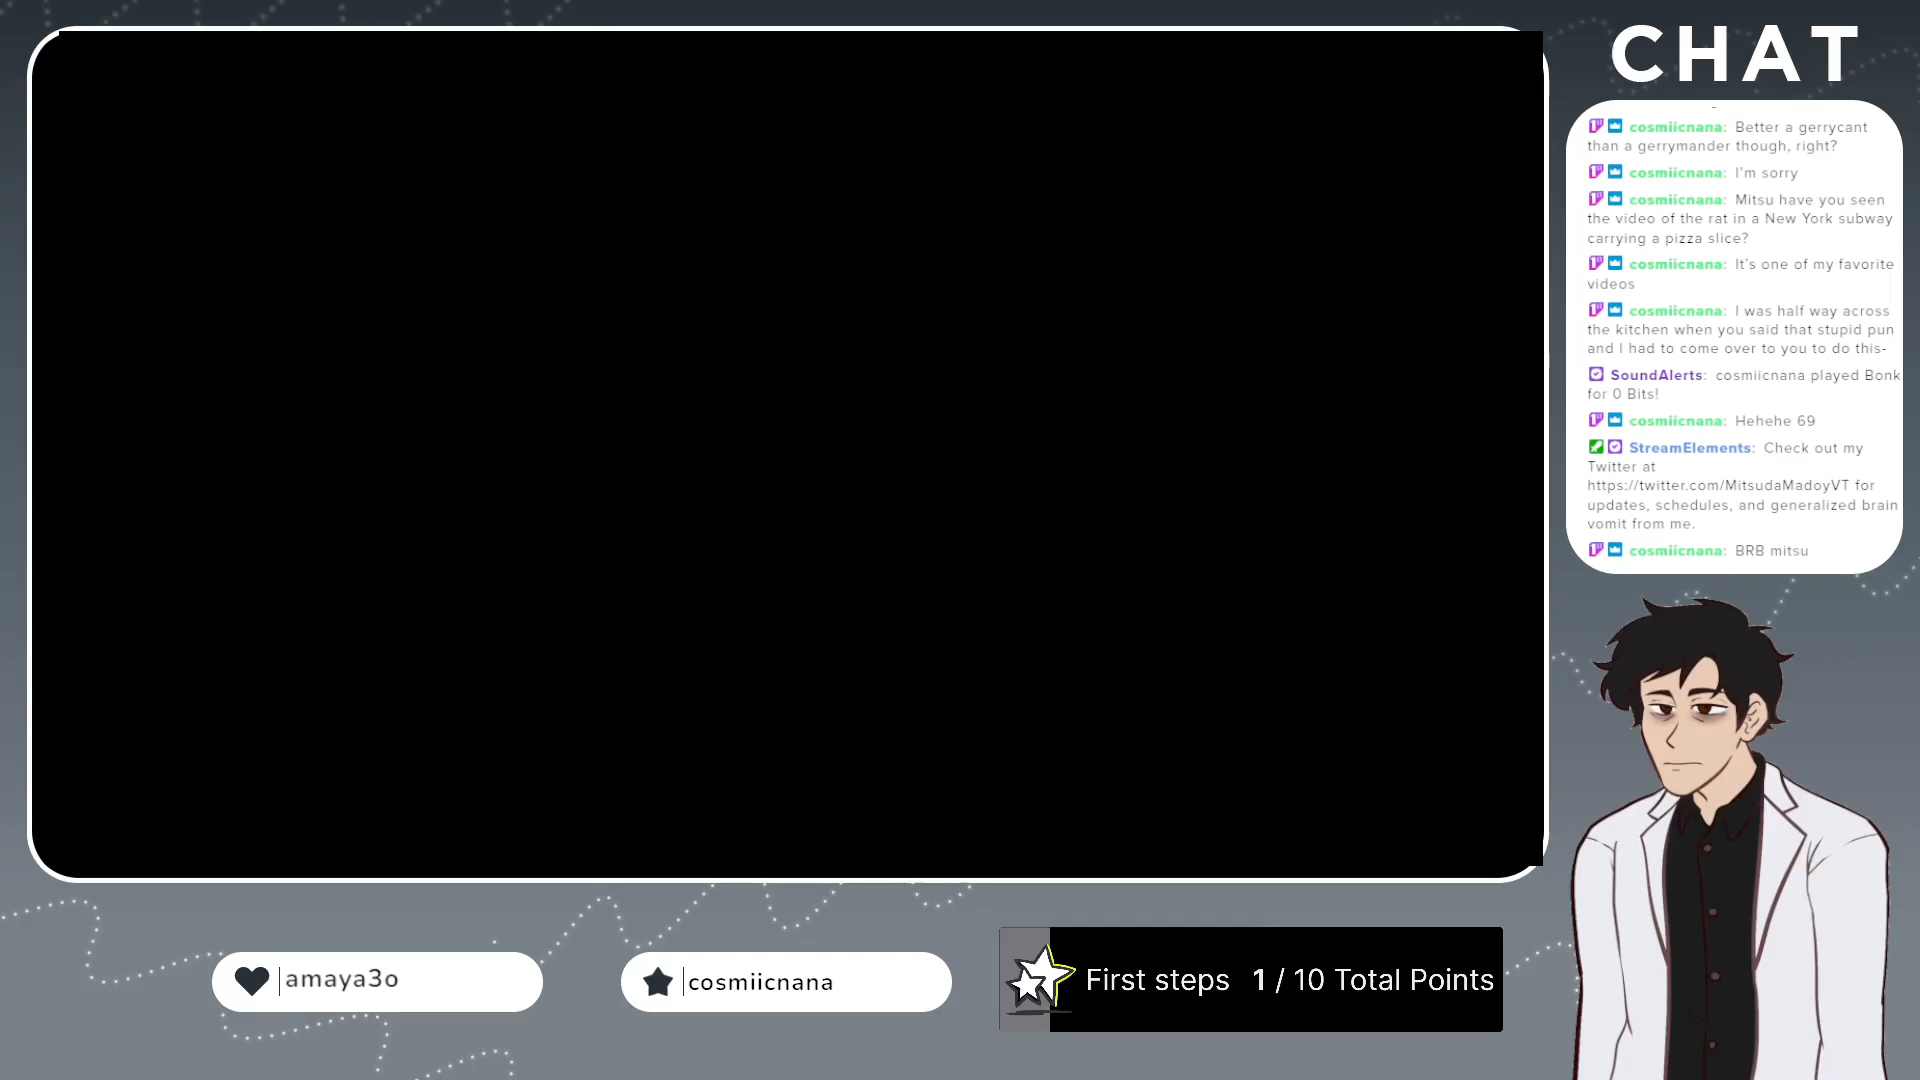 CHAT
cosmiicnana: Better a gerrycant
than a gerrymander though, right?
cosmiicnana: I'm sorry
cosmiicnana: Mitsu have you seen
the video of the rat in a New York subway
carrying a pizza slice?
cosmiicnana: It's one of my favorite
videos
cosmiicnana: I was half way across
the kitchen when you said that stupid pun
and I had to come over to you to do this-
SoundAlerts: cosmiicnana played Bonk
for 0 Bits!
cosmiicnana: Hehehe 69
StreamElements: Check out my
Twitter at
https://twitter.com/MitsudaMadoyVT for
updates, schedules, and generalized brain
vomit from me.
cosmiicnana: BRB mitsu
amaya3o
cosmiicnana
First steps 1 / 10 Total Points